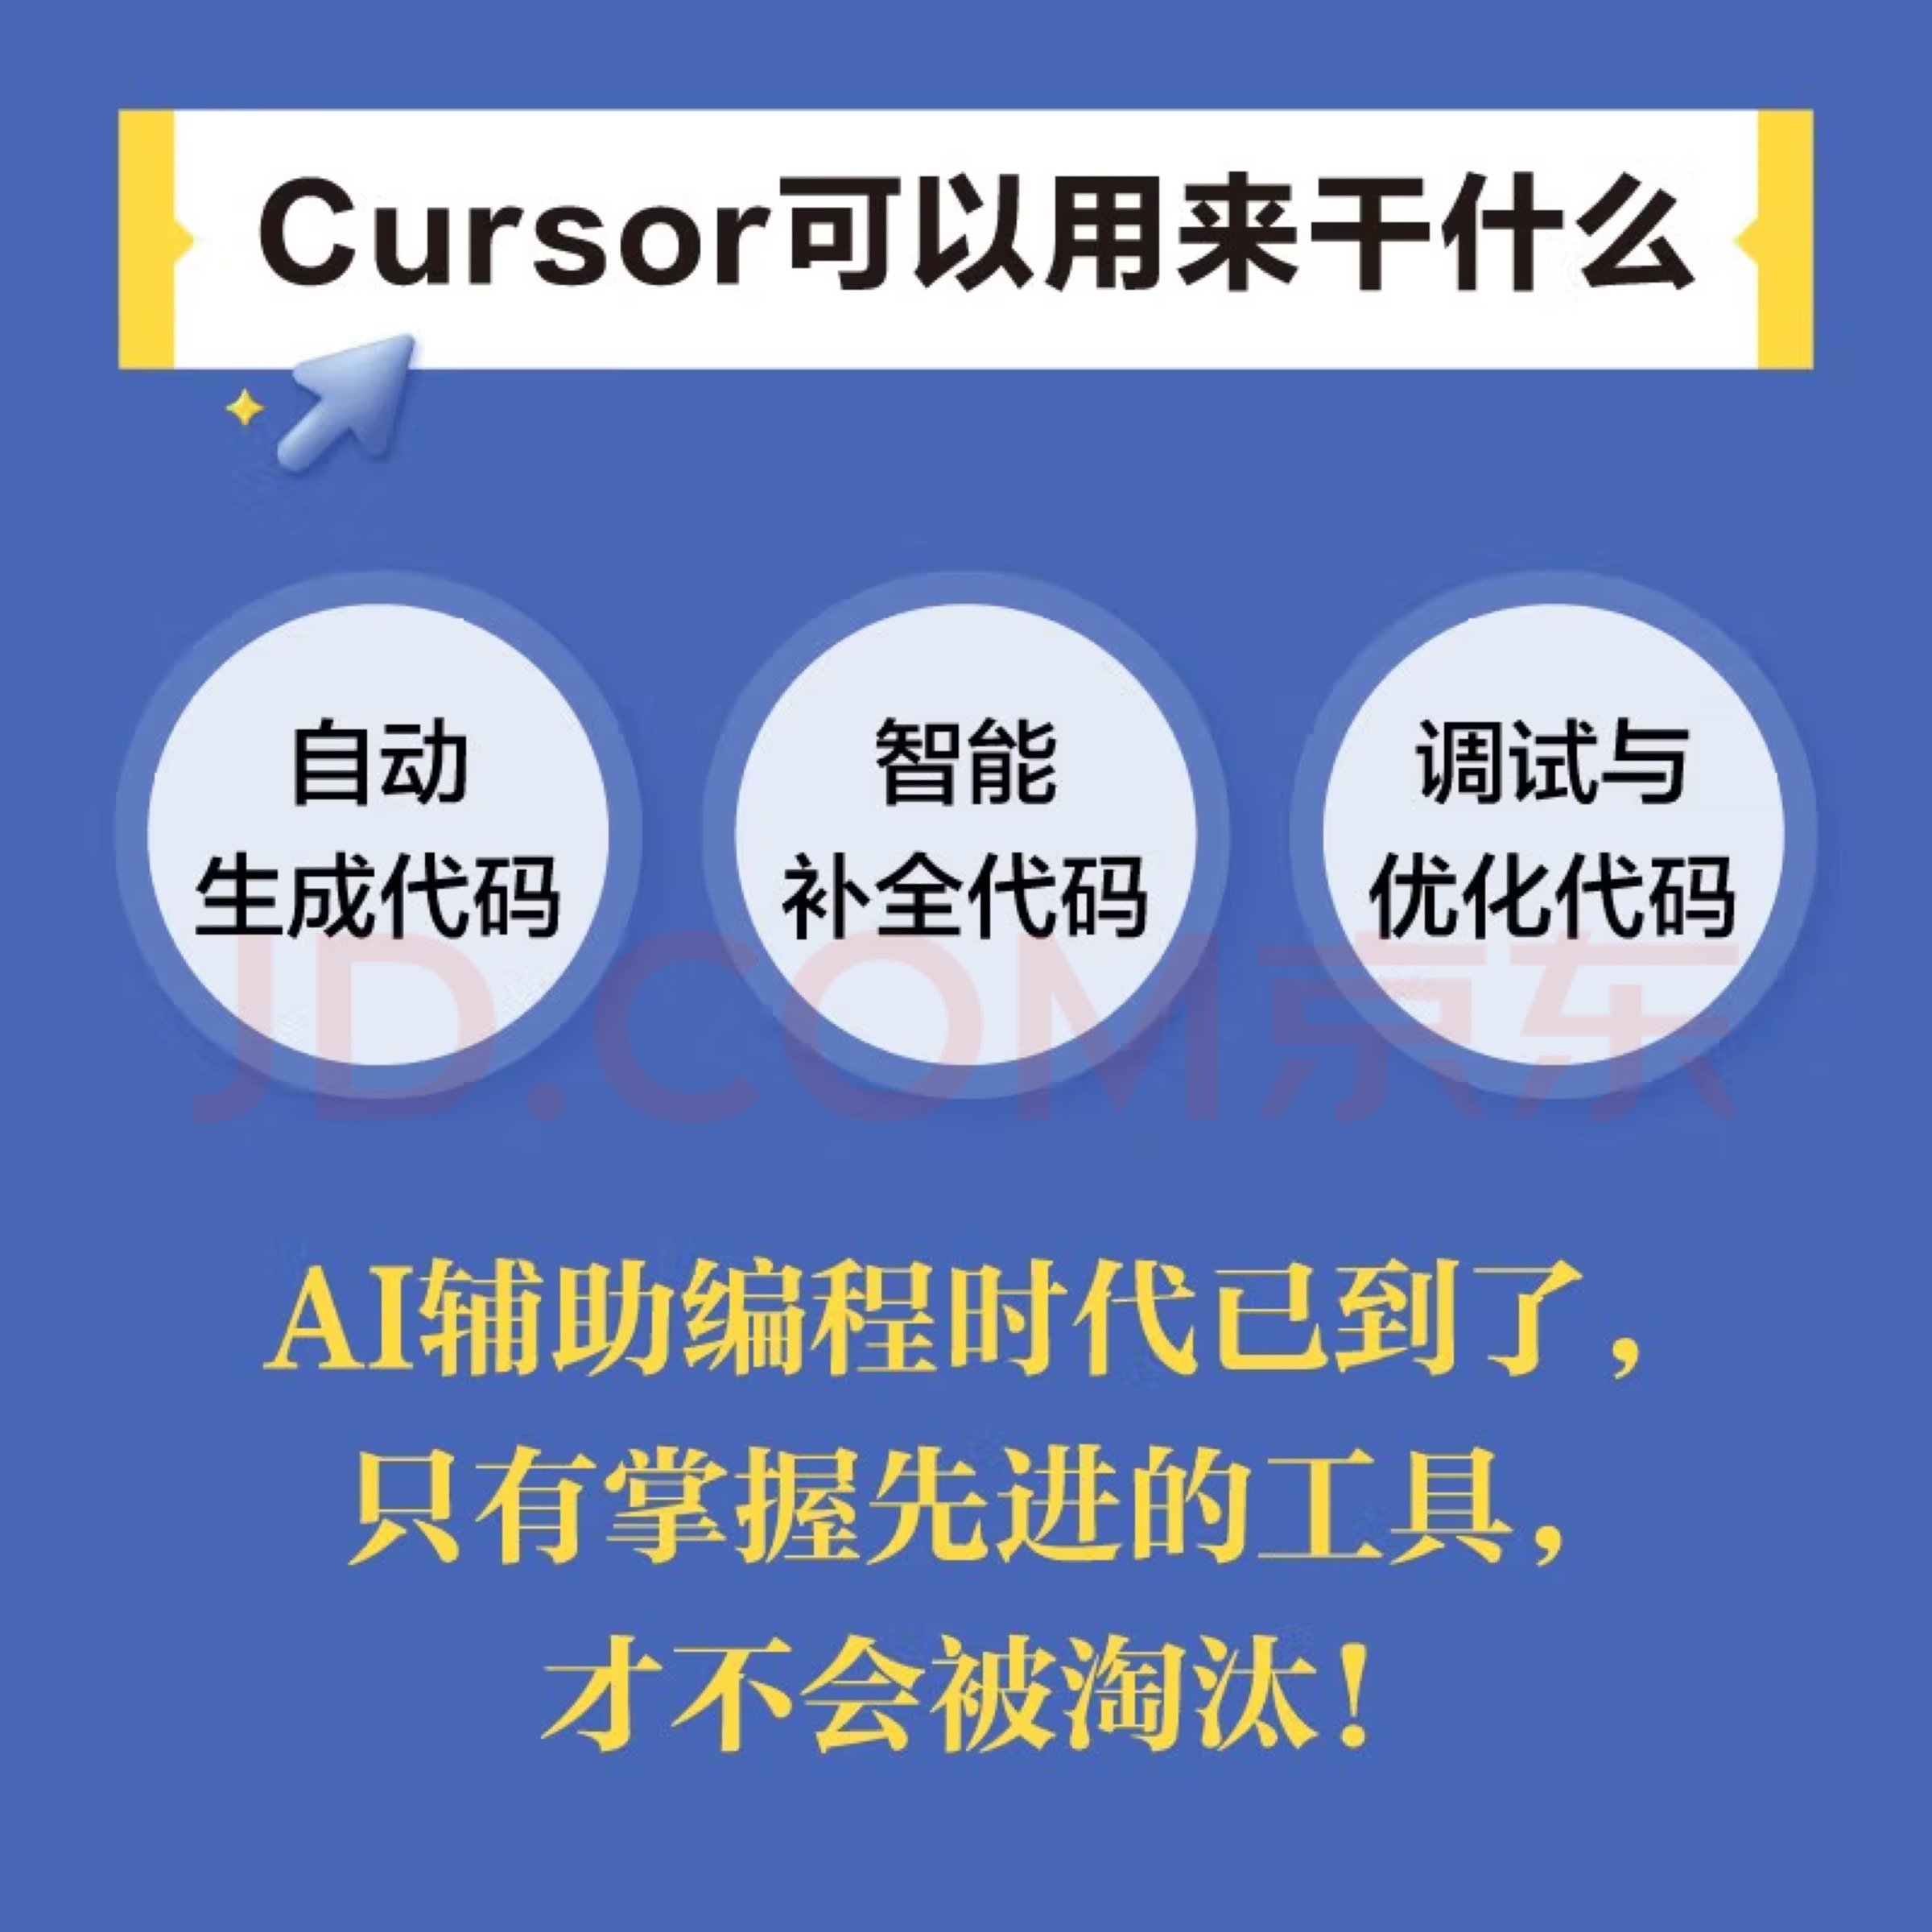 Cursor可以用来干什么
自动
生成代码
智能
补全代码
调试与
优化代码
JD.COM京东
AI辅助编程时代已到了，
只有掌握先进的工具，
才不会被淘汰！